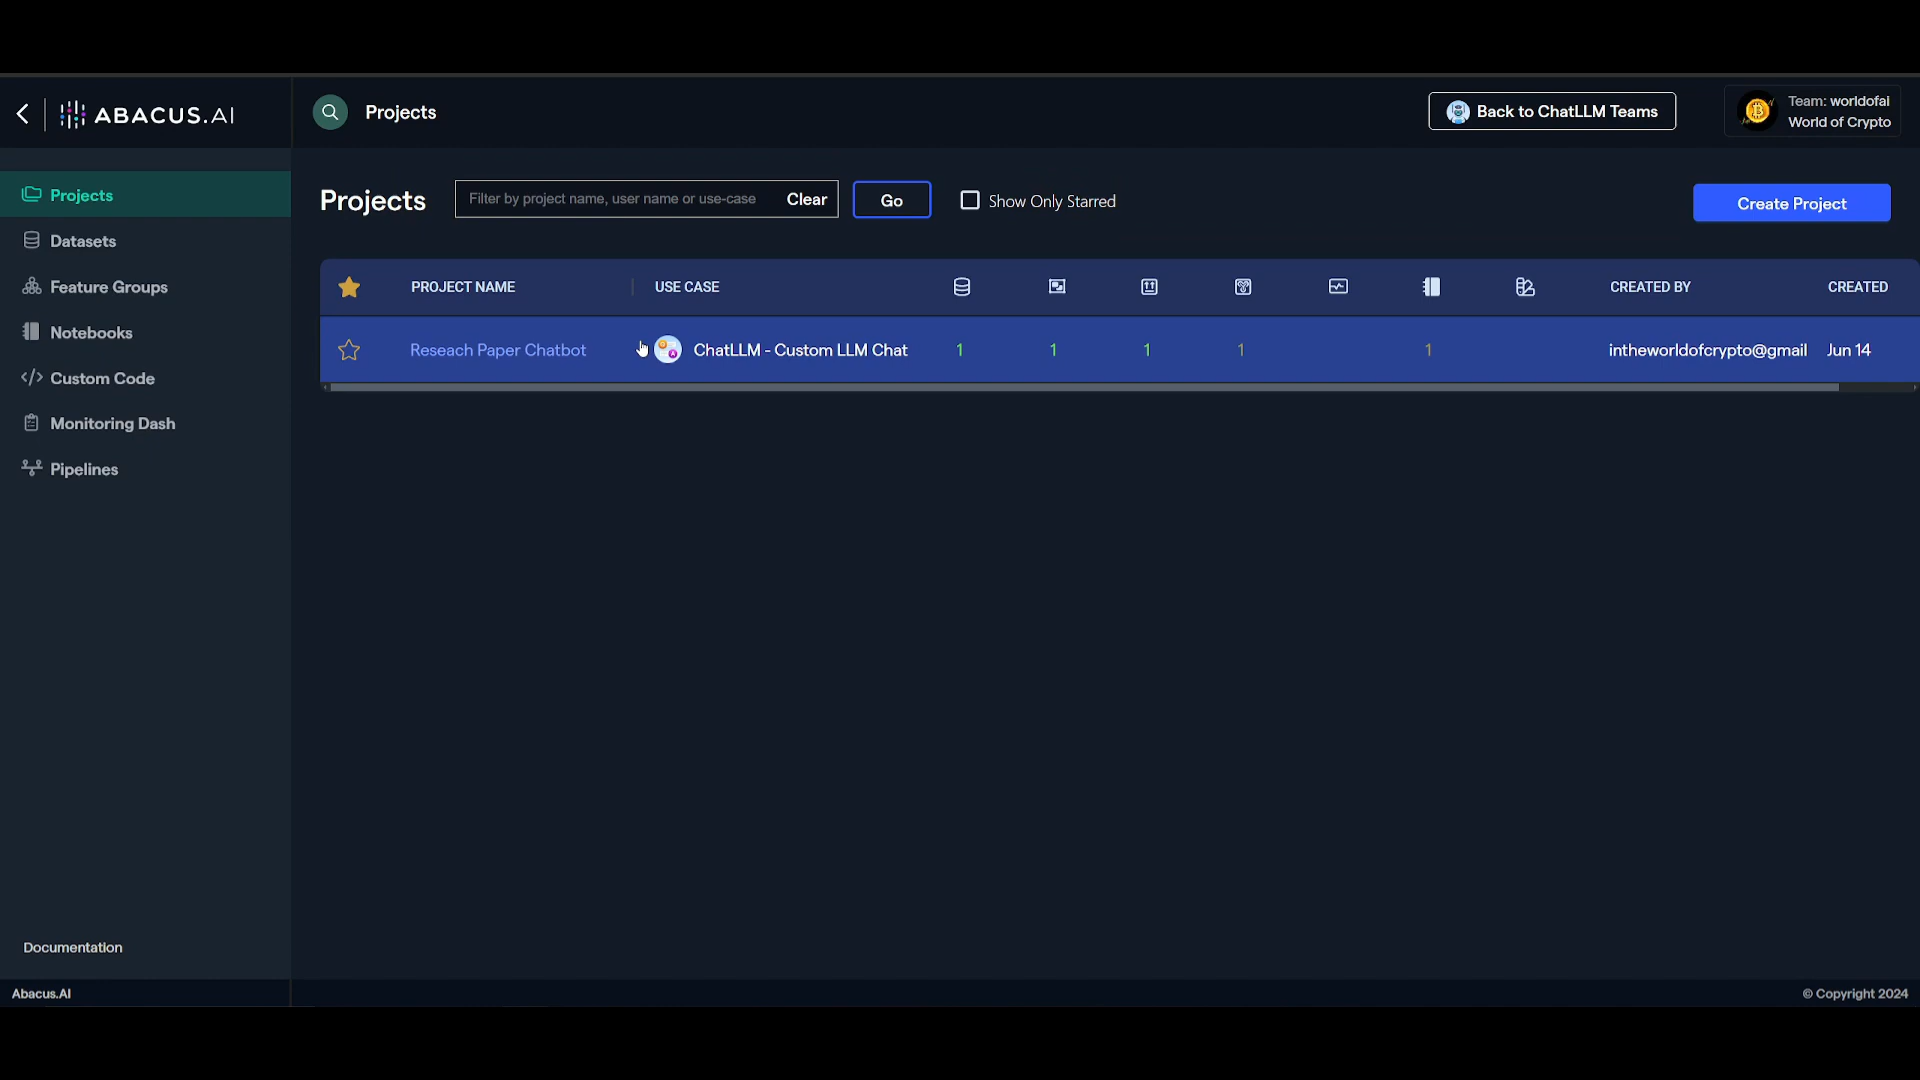 ABACUS.AI
Projects
Back to ChatLLM Teams
Team: worldofai
World of Crypto
Projects
Datasets
Feature Groups
Notebooks
Custom Code
Monitoring Dash
Pipelines
Documentation
Abacus.AI
Projects
Filter by project name, user name or use-case
Clear
Go
Show Only Starred
Create Project
PROJECT NAME USE CASE CREATED BY CREATED
Reseach Paper Chatbot ChatLLM - Custom LLM Chat 1 1 1 1 1 intheworldofcrypto@gmail Jun 14
© Copyright 2024